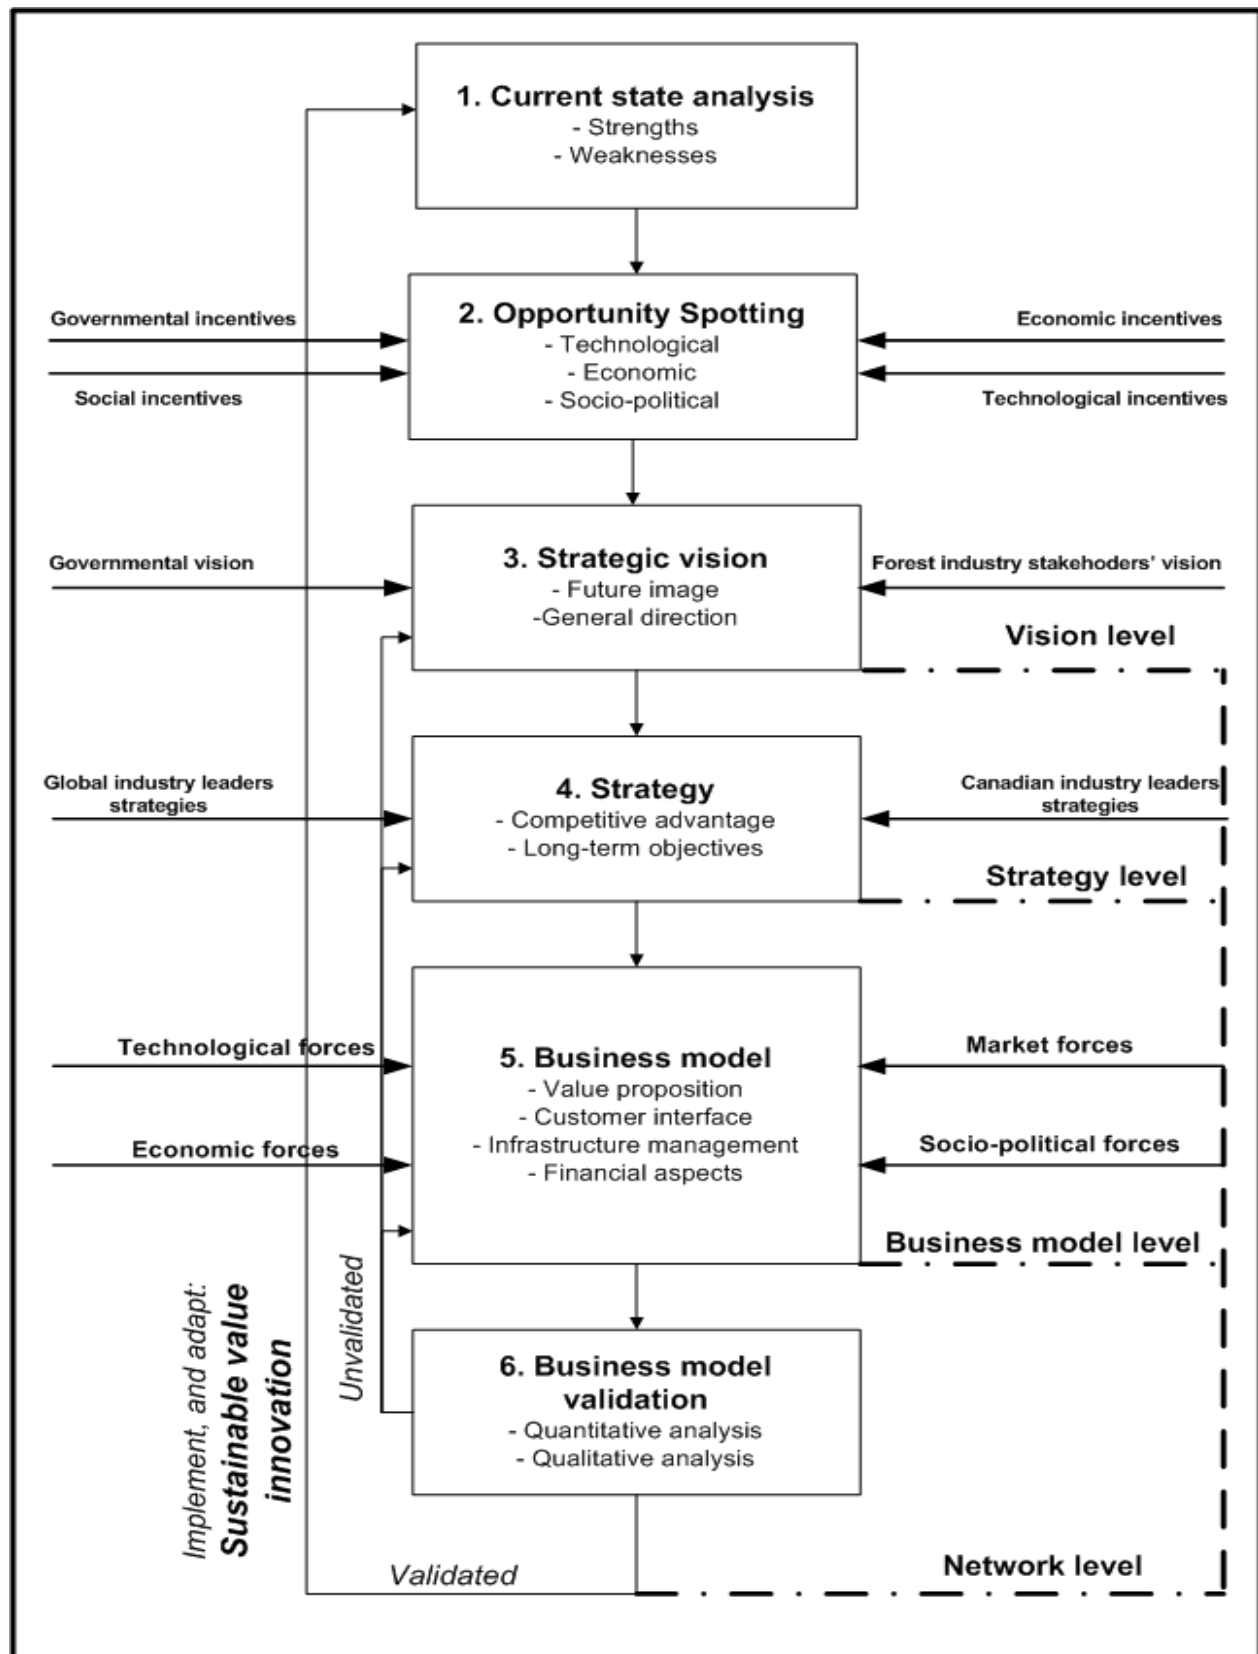 1. Current state analysis
- Strengths
- Weaknesses
Governmental incentives
Social incentives
2. Opportunity Spotting
- Technological
- Economic
- Socio-political
Economic incentives
Technological incentives
Governmental vision
3. Strategic vision
- Future image
-General direction
Forest industry stakehoders' vision
Vision level
Global industry leaders
strategies
4. Strategy
- Competitive advantage
- Long-term objectives
Canadian industry leaders
strategies
Strategy level
Technological forces
Economic forces
5. Business model
- Value proposition
- Customer interface
- Infrastructure management
- Financial aspects
Market forces
Socio-political forces
Business model level
Implement, and adapt:
Sustainable value
innovation
Unvalidated
6. Business model
validation
- Quantitative analysis
- Qualitative analysis
Validated
Network level